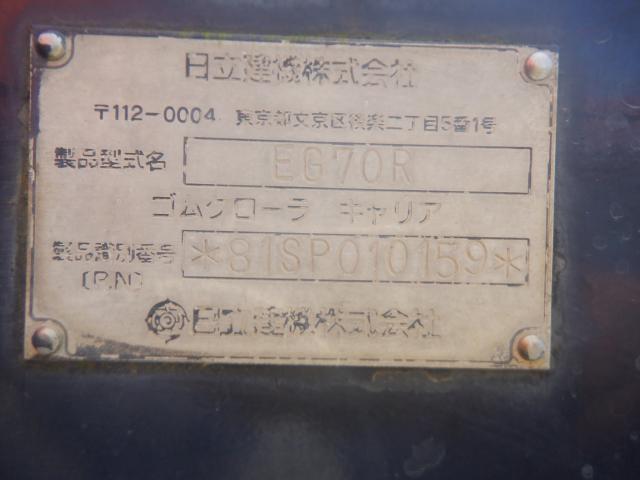 日立建機株式会社
〒112-0004 東京都文京区後楽二丁目5番1号
製品型式名 EG70R
ゴムクローラ キャリア
製品識別番号 *81SP010159*
(P.N)
日立建機株式会社